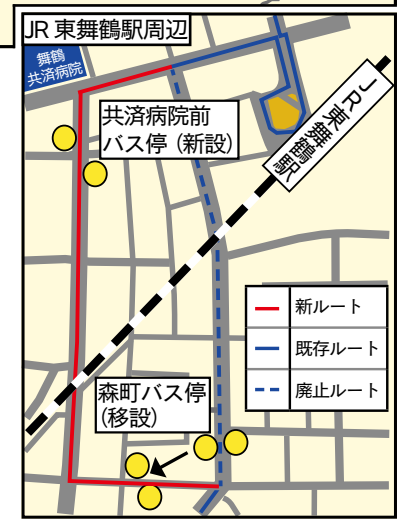 JR 東舞鶴駅周辺
舞鶴
共済病院
共済病院前
バス停（新設）
JR東舞鶴駅
新ルート
既存ルート
廃止ルート
森町バス停
(移設)